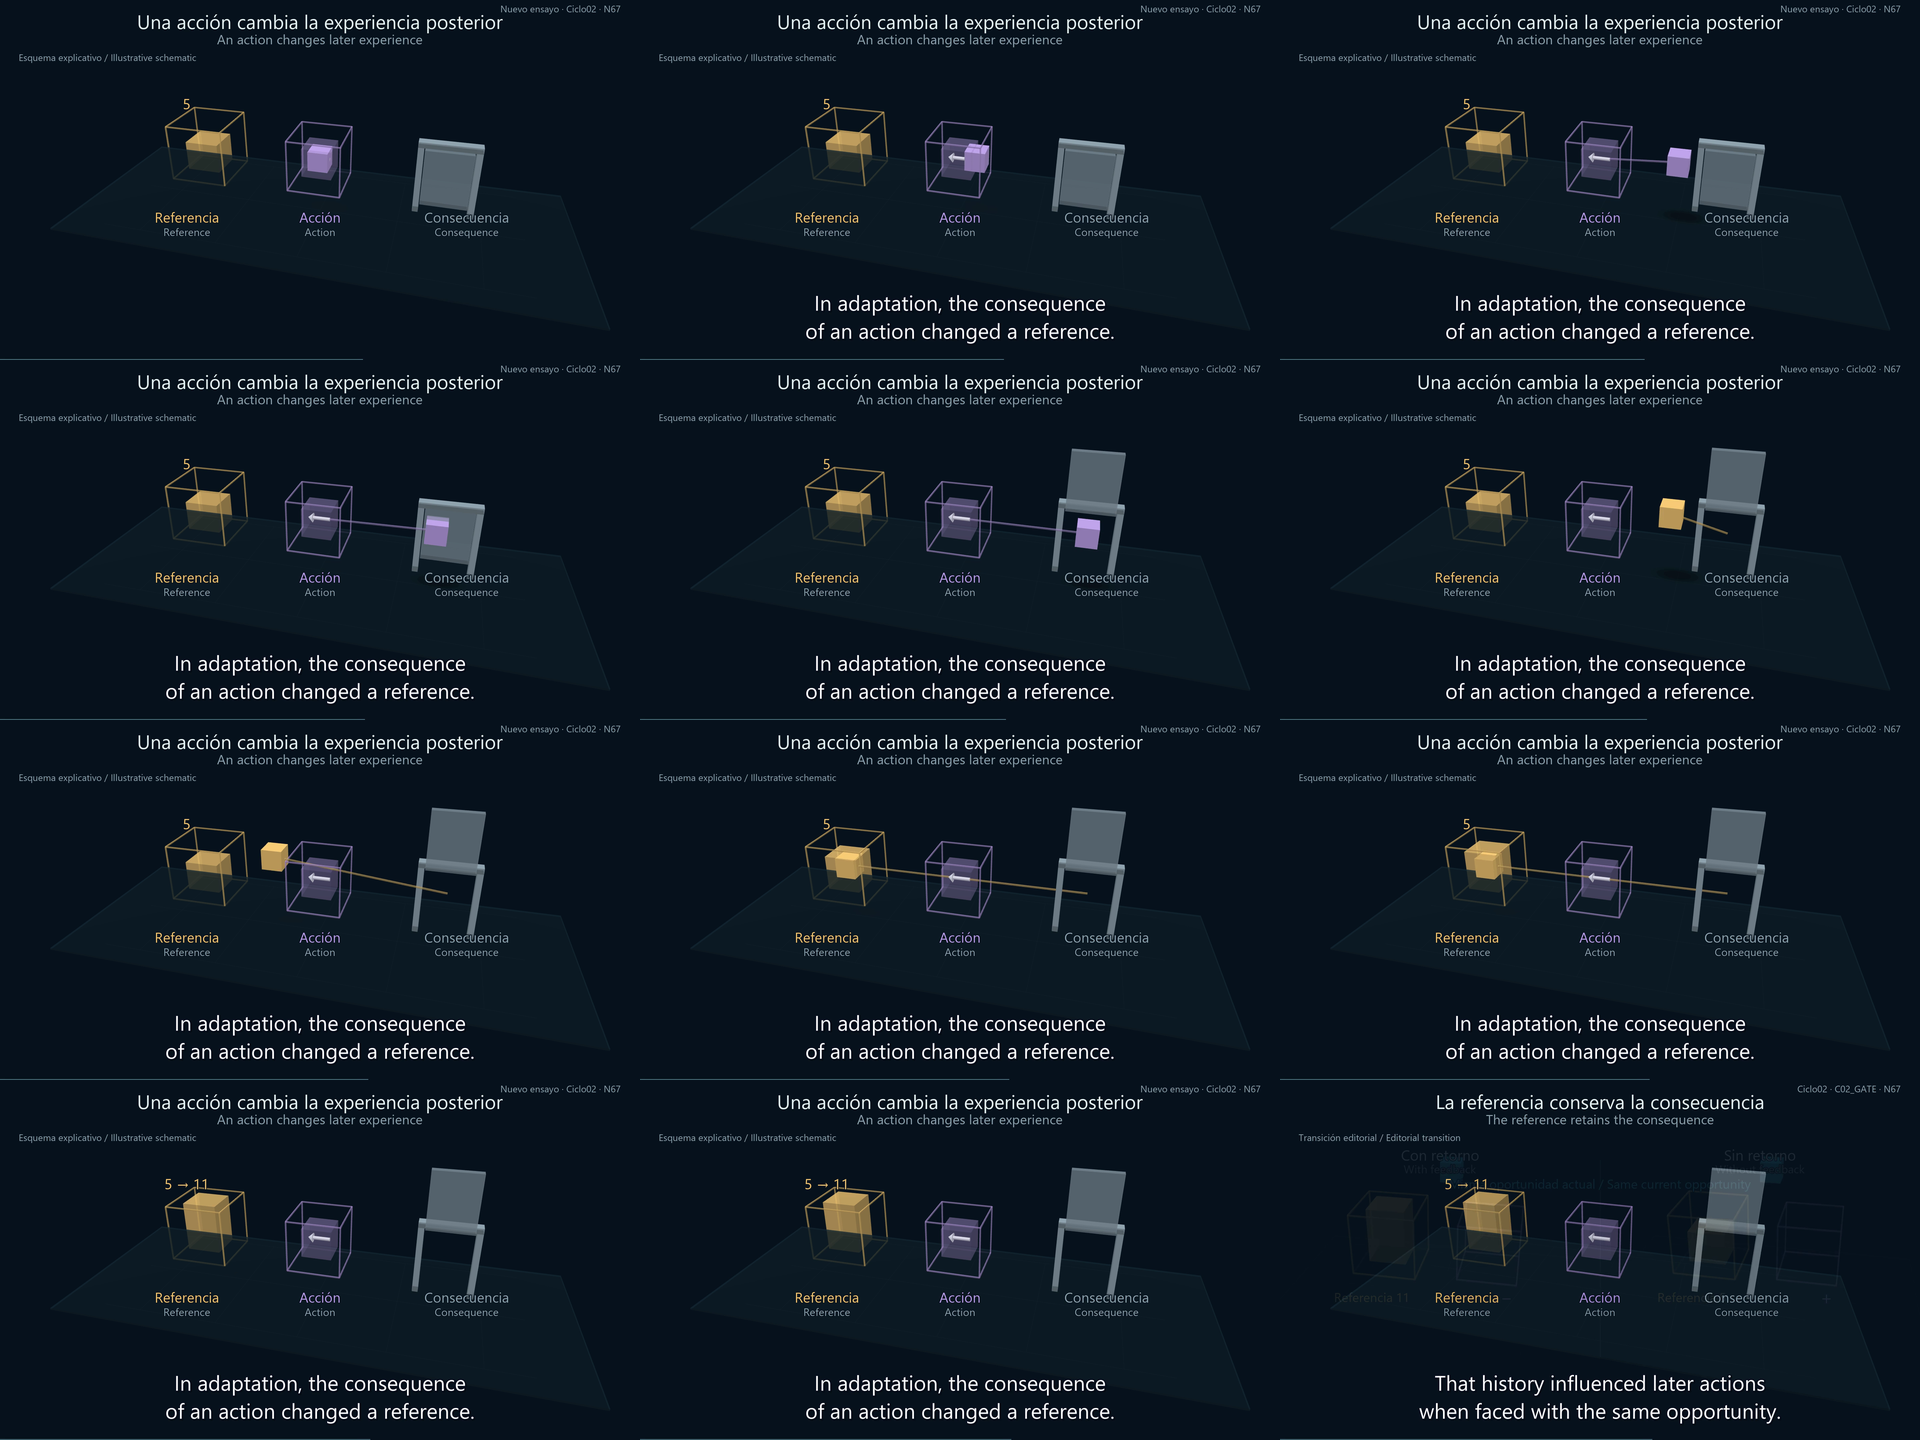 Nuevo ensayo · Ciclo02 · N67
Una acción cambia la experiencia posterior
An action changes later experience
Esquema explicativo / Illustrative schematic
5
Referencia
Reference
Acción
Action
Consecuencia
Consequence
Nuevo ensayo · Ciclo02 · N67
Una acción cambia la experiencia posterior
An action changes later experience
Esquema explicativo / Illustrative schematic
5
Referencia
Reference
Acción
Action
Consecuencia
Consequence
In adaptation, the consequence
of an action changed a reference.
Nuevo ensayo · Ciclo02 · N67
Una acción cambia la experiencia posterior
An action changes later experience
Esquema explicativo / Illustrative schematic
5
Referencia
Reference
Acción
Action
Consecuencia
Consequence
In adaptation, the consequence
of an action changed a reference.
Nuevo ensayo · Ciclo02 · N67
Una acción cambia la experiencia posterior
An action changes later experience
Esquema explicativo / Illustrative schematic
5
Referencia
Reference
Acción
Action
Consecuencia
Consequence
In adaptation, the consequence
of an action changed a reference.
Nuevo ensayo · Ciclo02 · N67
Una acción cambia la experiencia posterior
An action changes later experience
Esquema explicativo / Illustrative schematic
5
Referencia
Reference
Acción
Action
Consecuencia
Consequence
In adaptation, the consequence
of an action changed a reference.
Nuevo ensayo · Ciclo02 · N67
Una acción cambia la experiencia posterior
An action changes later experience
Esquema explicativo / Illustrative schematic
5
Referencia
Reference
Acción
Action
Consecuencia
Consequence
In adaptation, the consequence
of an action changed a reference.
Nuevo ensayo · Ciclo02 · N67
Una acción cambia la experiencia posterior
An action changes later experience
Esquema explicativo / Illustrative schematic
5
Referencia
Reference
Acción
Action
Consecuencia
Consequence
In adaptation, the consequence
of an action changed a reference.
Nuevo ensayo · Ciclo02 · N67
Una acción cambia la experiencia posterior
An action changes later experience
Esquema explicativo / Illustrative schematic
5
Referencia
Reference
Acción
Action
Consecuencia
Consequence
In adaptation, the consequence
of an action changed a reference.
Nuevo ensayo · Ciclo02 · N67
Una acción cambia la experiencia posterior
An action changes later experience
Esquema explicativo / Illustrative schematic
5
Referencia
Reference
Acción
Action
Consecuencia
Consequence
In adaptation, the consequence
of an action changed a reference.
Nuevo ensayo · Ciclo02 · N67
Una acción cambia la experiencia posterior
An action changes later experience
Esquema explicativo / Illustrative schematic
5 → 11
Referencia
Reference
Acción
Action
Consecuencia
Consequence
In adaptation, the consequence
of an action changed a reference.
Nuevo ensayo · Ciclo02 · N67
Una acción cambia la experiencia posterior
An action changes later experience
Esquema explicativo / Illustrative schematic
5 → 11
Referencia
Reference
Acción
Action
Consecuencia
Consequence
In adaptation, the consequence
of an action changed a reference.
Ciclo02 · C02_GATE · N67
La referencia conserva la consecuencia
The reference retains the consequence
Transición editorial / Editorial transition
Con retorno
Sin retorno
5 → 11
oportunidad actual / Same current opportunity
Referencia 11
Referencia
Reference
Acción
Action
Consecuencia
Consequence
That history influenced later actions
when faced with the same opportunity.